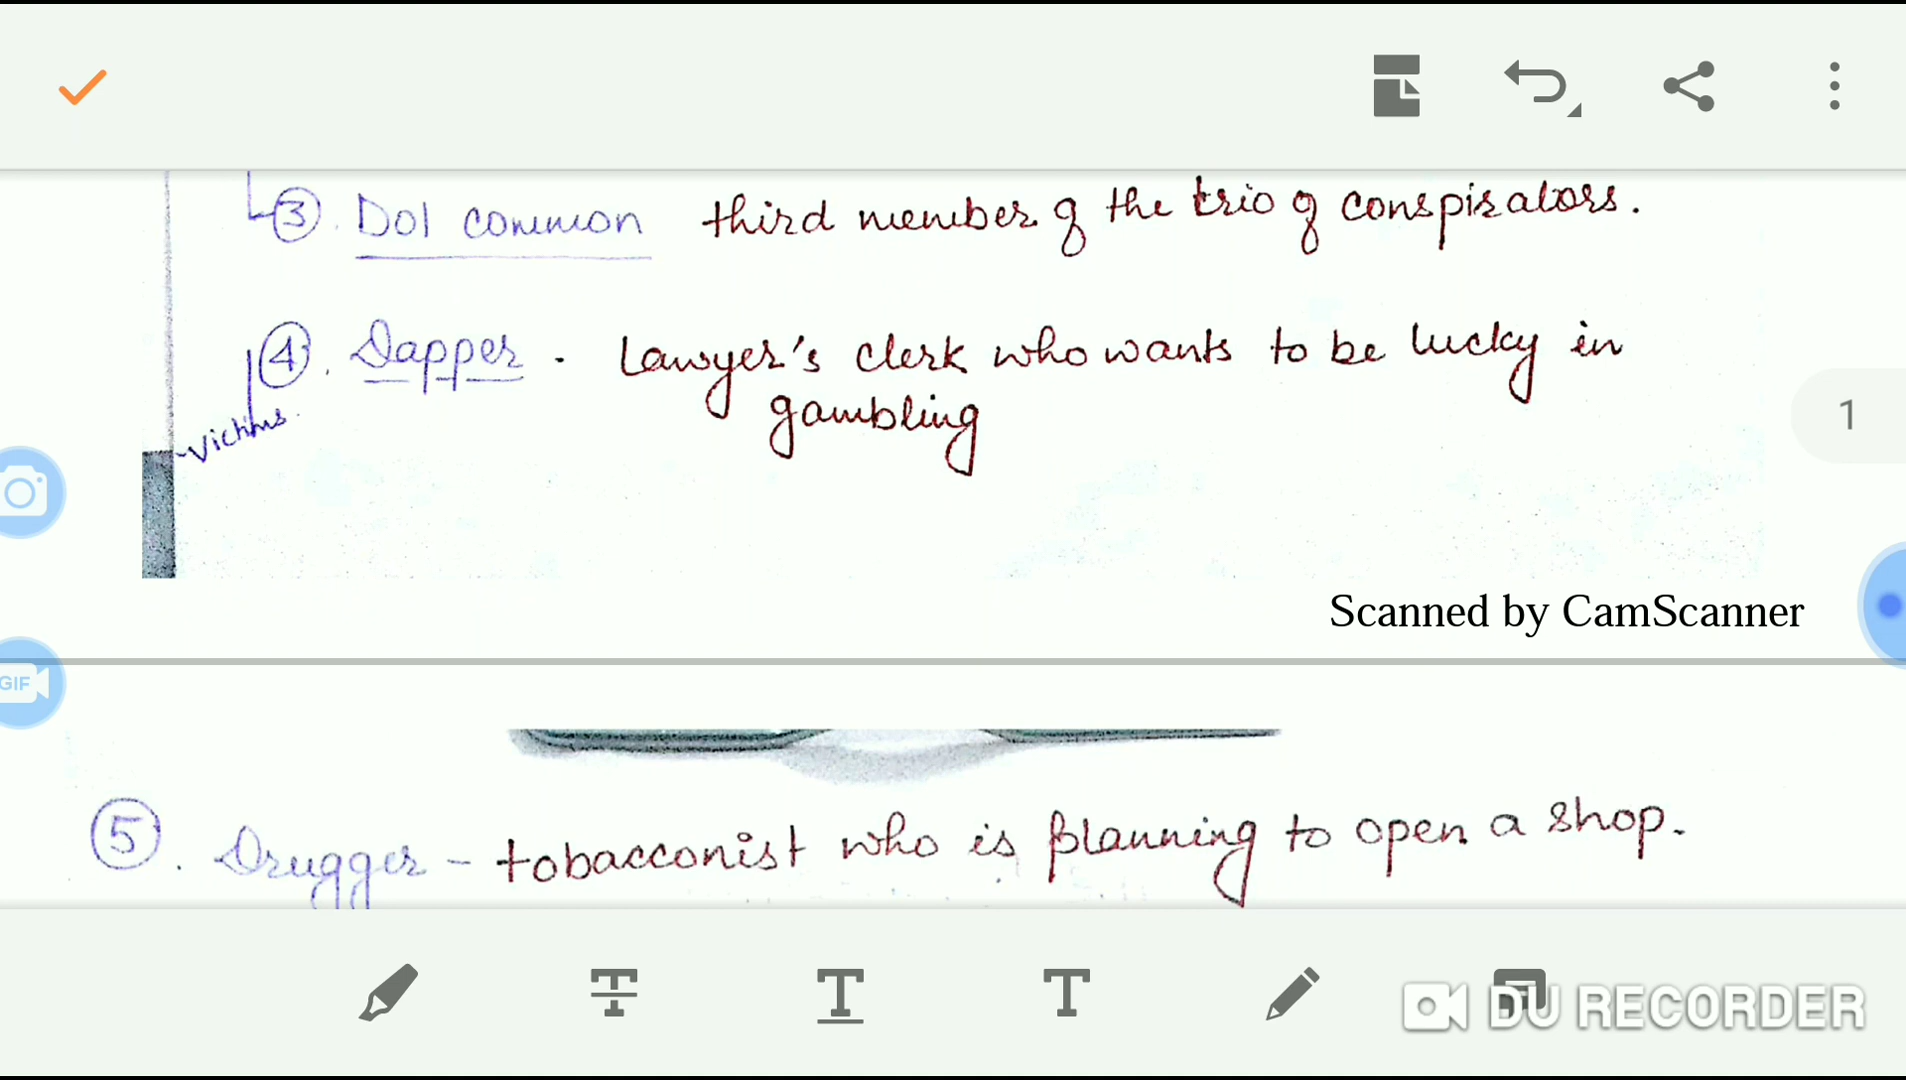 ③. Dol common third member of the trio of conspirators.
④. Dapper. Lawyer's clerk who wants to be lucky in
gambling
Victims.
1
Scanned by CamScanner
GIF
⑤. Drugger - tobacconist who is planning to open a shop.
T T T
DU RECORDER